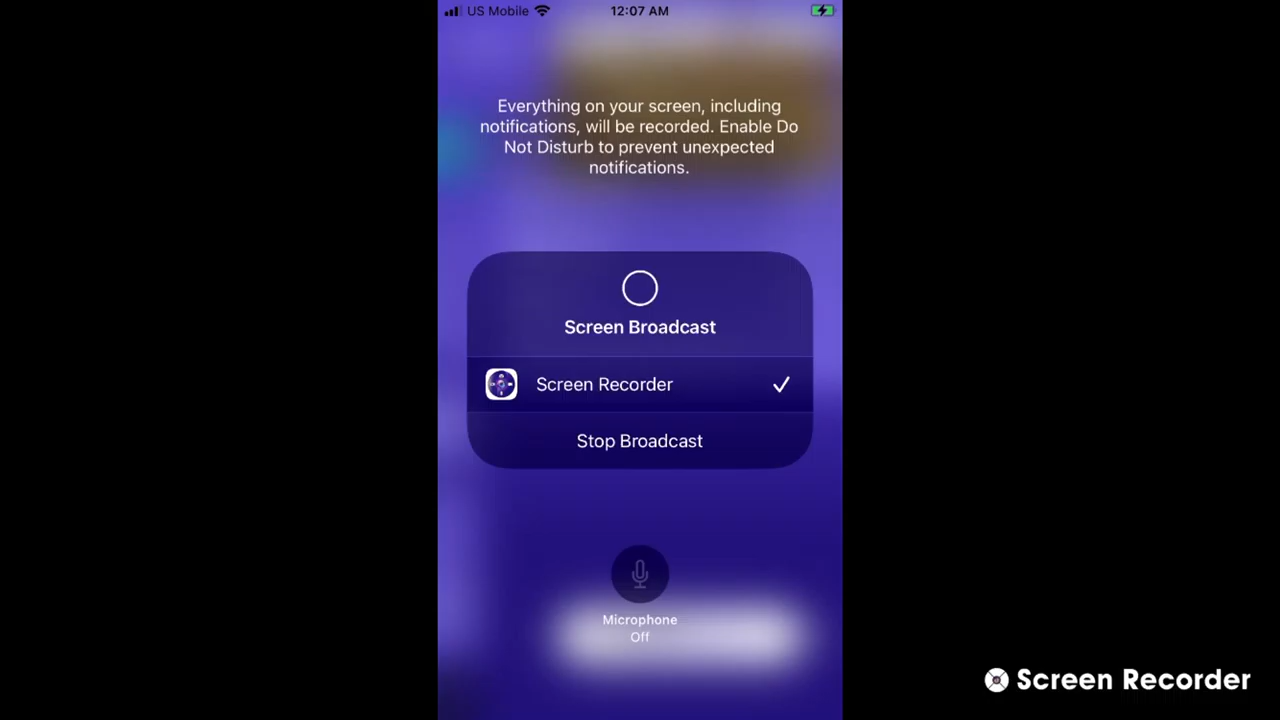 US Mobile
12:07 AM
Everything on your screen, including
notifications, will be recorded. Enable Do
Not Disturb to prevent unexpected
notifications.
Screen Broadcast
Screen Recorder
Stop Broadcast
Microphone
Off
Screen Recorder